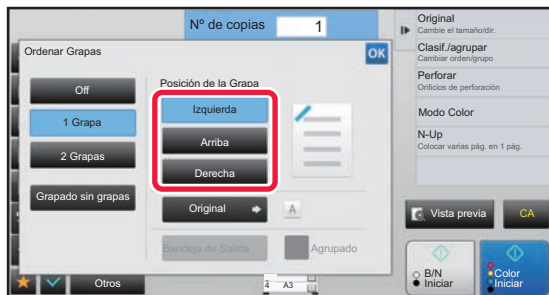 Nº de copias
1
Original
Cambie el tamaño/dir.
Clasif./agrupar
Cambiar orden/grupo
Perforar
Orificios de perforación
Modo Color
N-Up
Colocar varias pág. en 1 pág.
Ordenar Grapas
OK
Off
1 Grapa
2 Grapas
Grapado sin grapas
Posición de la Grapa
Izquierda
Arriba
Derecha
Original
A
Bandeja de Salida
Agrupado
Vista previa
CA
Otros
4 A3
B/N
Iniciar
Color
Iniciar